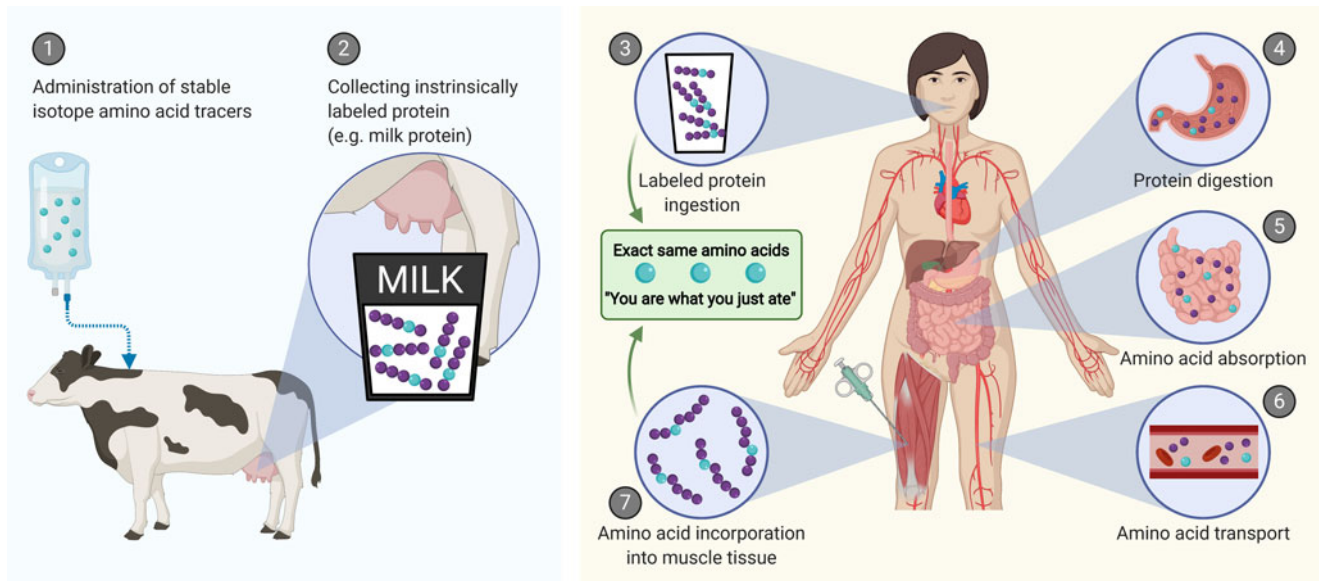 1
Administration of stable
isotope amino acid tracers
2
Collecting instrinsically
labeled protein
(e.g. milk protein)
MILK
3
Labeled protein
ingestion
Exact same amino acids
"You are what you just ate"
7
Amino acid incorporation
into muscle tissue
4
Protein digestion
5
Amino acid absorption
6
Amino acid transport